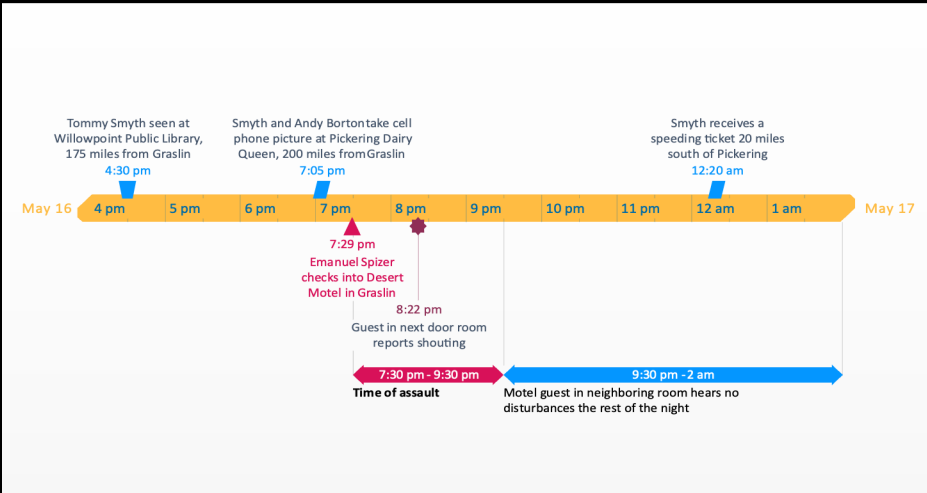 Tommy Smyth seen at
Willowpoint Public Library,
175 miles from Graslin
4:30 pm
Smyth and Andy Bortontake cell
phone picture at Pickering Dairy
Queen, 200 miles fromGraslin
7:05 pm
Smyth receives a
speeding ticket 20 miles
south of Pickering
12:20 am
May 16 4 pm 5 pm 6 pm 7 pm 8 pm 9 pm 10 pm 11 pm 12 am 1 am May 17
7:29 pm
Emanuel Spizer
checks into Desert
Motel in Graslin
8:22 pm
Guest in next door room
reports shouting
7:30 pm - 9:30 pm
Time of assault
9:30 pm - 2 am
Motel guest in neighboring room hears no
disturbances the rest of the night